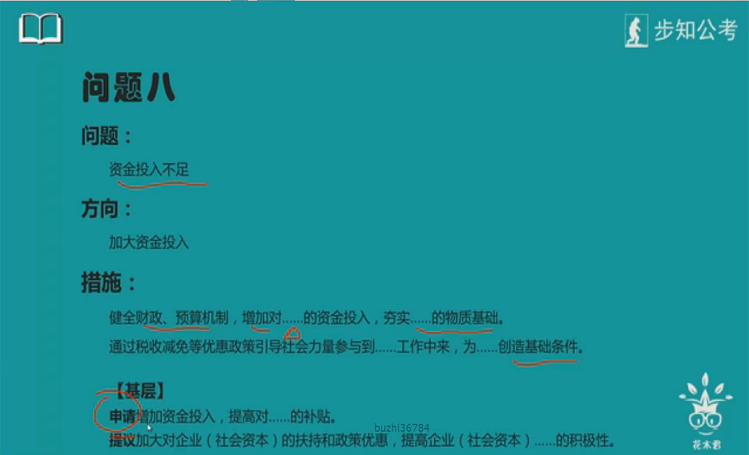 步知公考
问题八
问题：
资金投入不足
方向：
加大资金投入
措施：
健全财政、预算机制，增加对……的资金投入，夯实……的物质基础。
通过税收减免等优惠政策引导社会力量参与到……工作中来，为……创造基础条件。
【基层】
申请增加资金投入，提高对……的补贴。
buzhi36784
提议加大对企业（社会资本）的扶持和政策优惠，提高企业（社会资本）……的积极性。
花木君